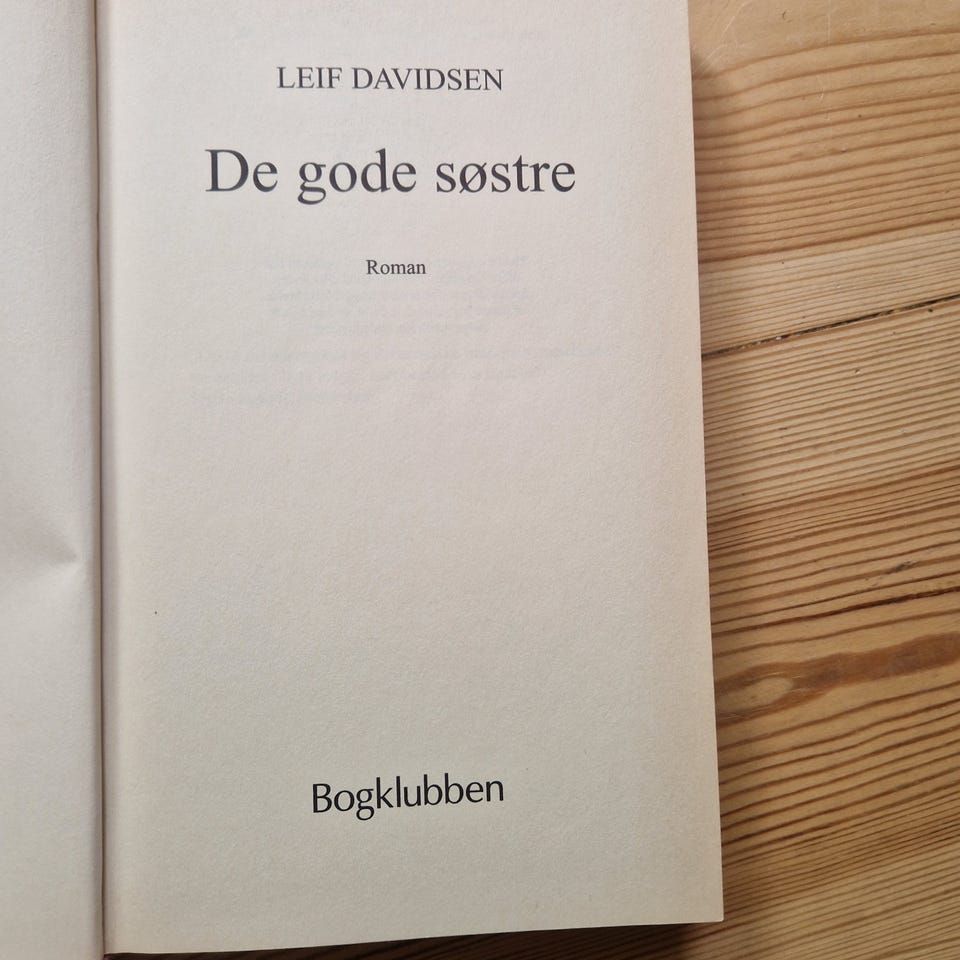 LEIF DAVIDSEN
De gode søstre
Roman
Bogklubben